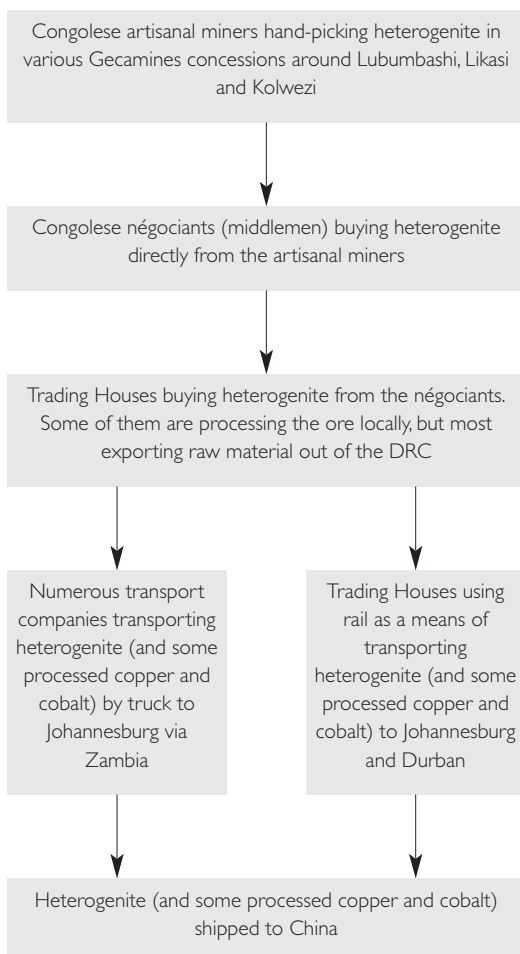 Congolese artisanal miners hand-picking heterogenite in
various Gecamines concessions around Lubumbashi, Likasi
and Kolwezi
Congolese négociants (middlemen) buying heterogenite
directly from the artisanal miners
Trading Houses buying heterogenite from the négociants.
Some of them are processing the ore locally, but most
exporting raw material out of the DRC
Numerous transport
companies transporting
heterogenite (and some
processed copper and
cobalt) by truck to
Johannesburg via
Zambia
Trading Houses using
rail as a means of
transporting
heterogenite (and some
processed copper and
cobalt) to Johannesburg
and Durban
Heterogenite (and some processed copper and cobalt)
shipped to China